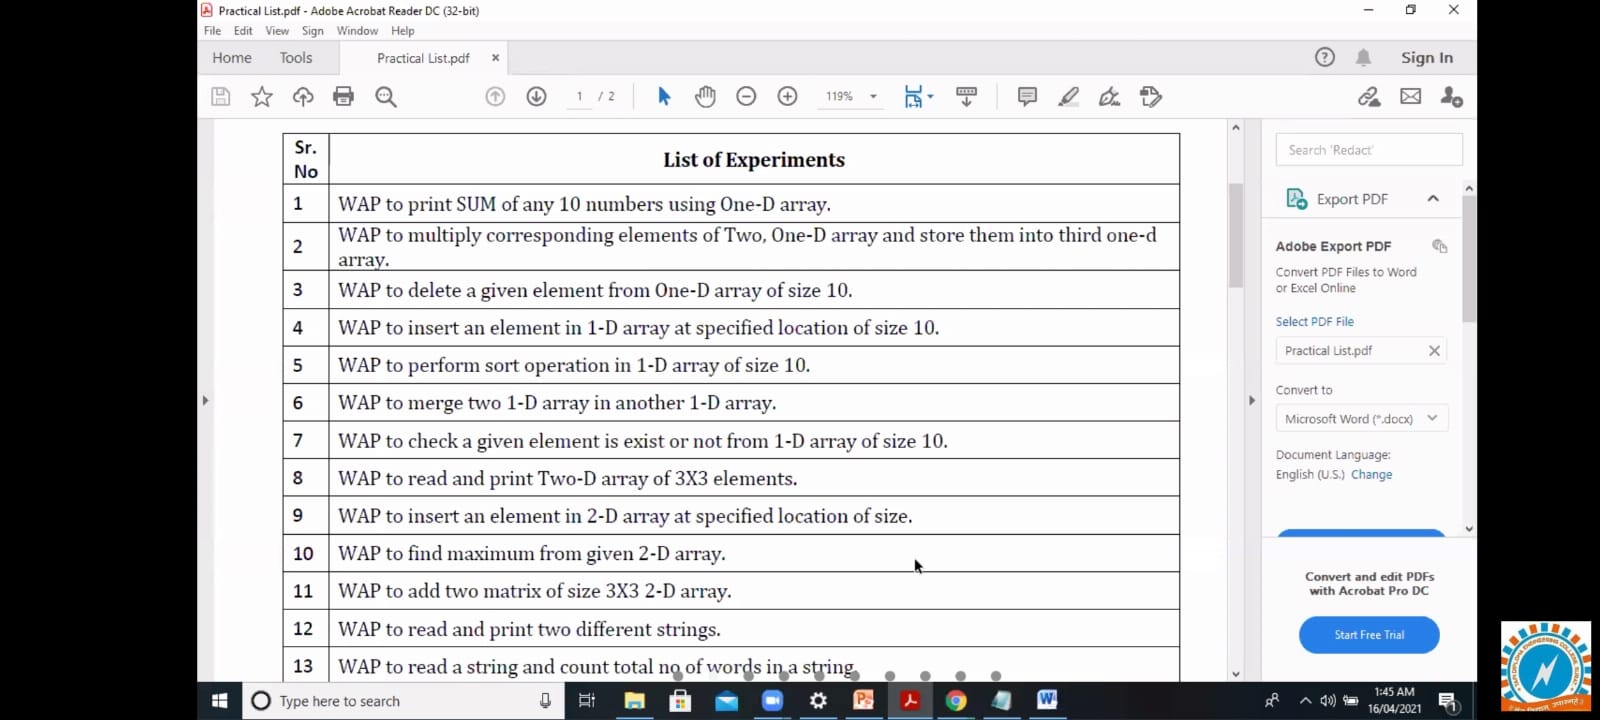 Practical List.pdf - Adobe Acrobat Reader DC (32-bit)
File Edit View Sign Window Help
Home Tools Practical List.pdf × Sign In
1 / 2 119%
Sr. No List of Experiments
1 WAP to print SUM of any 10 numbers using One-D array.
2 WAP to multiply corresponding elements of Two, One-D array and store them into third one-d
array.
3 WAP to delete a given element from One-D array of size 10.
4 WAP to insert an element in 1-D array at specified location of size 10.
5 WAP to perform sort operation in 1-D array of size 10.
6 WAP to merge two 1-D array in another 1-D array.
7 WAP to check a given element is exist or not from 1-D array of size 10.
8 WAP to read and print Two-D array of 3X3 elements.
9 WAP to insert an element in 2-D array at specified location of size.
10 WAP to find maximum from given 2-D array.
11 WAP to add two matrix of size 3X3 2-D array.
12 WAP to read and print two different strings.
13 WAP to read a string and count total no of words in a string.
Search 'Redact'
Export PDF
Adobe Export PDF
Convert PDF Files to Word
or Excel Online
Select PDF File
Practical List.pdf
Convert to
Microsoft Word (*.docx)
Document Language:
English (U.S.) Change
Convert and edit PDFs
with Acrobat Pro DC
Start Free Trial
Type here to search
1:45 AM
16/04/2021
1